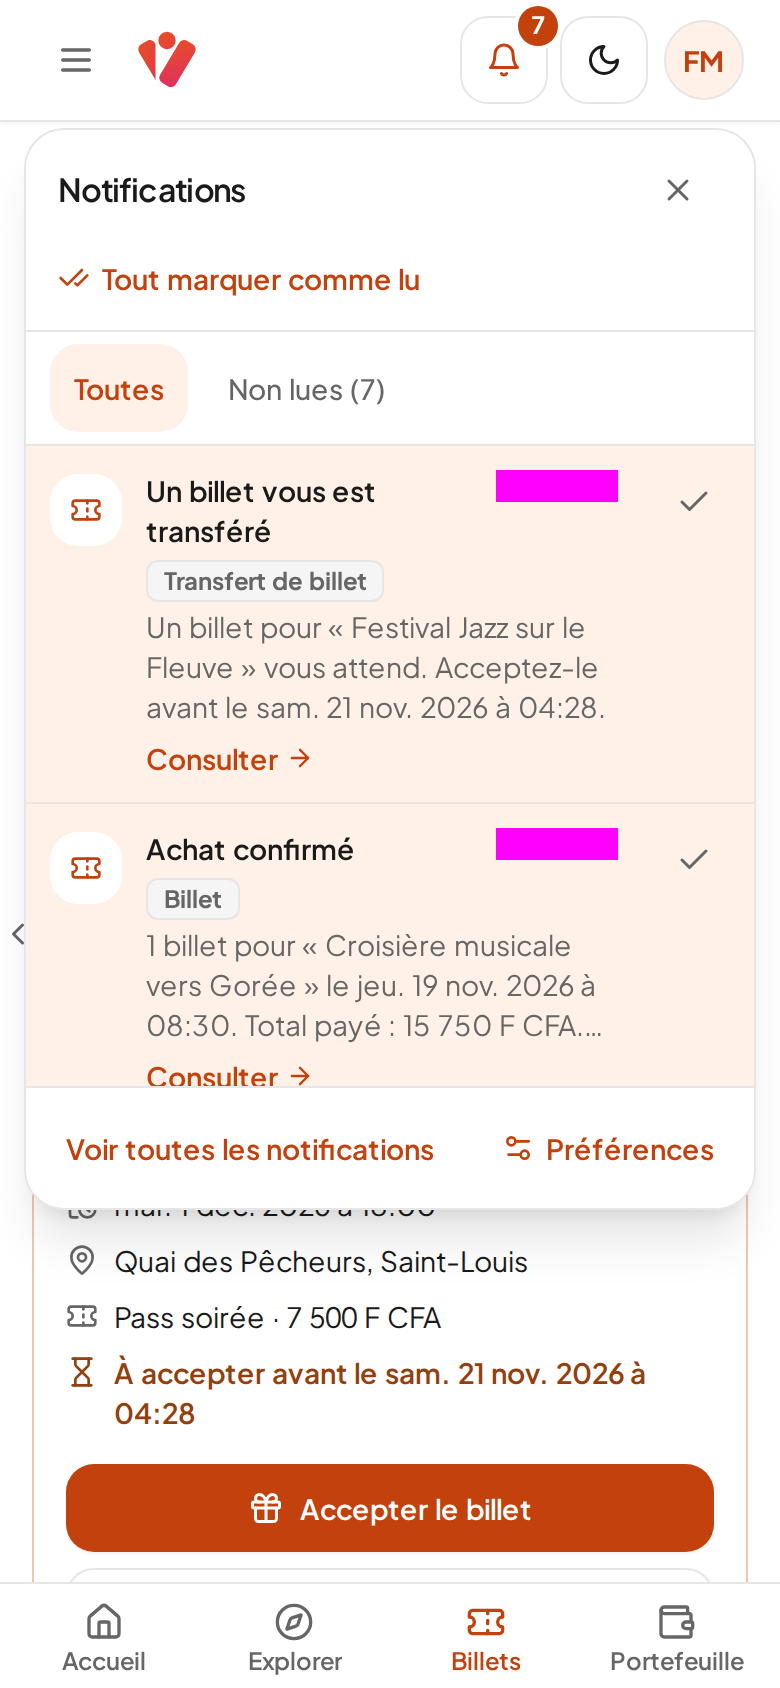 7
FM
Notifications
Tout marquer comme lu
Toutes
Non lues (7)
Un billet vous est
transféré
Transfert de billet
Un billet pour « Festival Jazz sur le
Fleuve » vous attend. Acceptez-le
avant le sam. 21 nov. 2026 à 04:28.
Consulter
Achat confirmé
Billet
1 billet pour « Croisière musicale
vers Gorée » le jeu. 19 nov. 2026 à
08:30. Total payé : 15 750 F CFA.…
Consulter
Voir toutes les notifications
Préférences
Quai des Pêcheurs, Saint-Louis
Pass soirée · 7 500 F CFA
À accepter avant le sam. 21 nov. 2026 à
04:28
Accepter le billet
Accueil
Explorer
Billets
Portefeuille